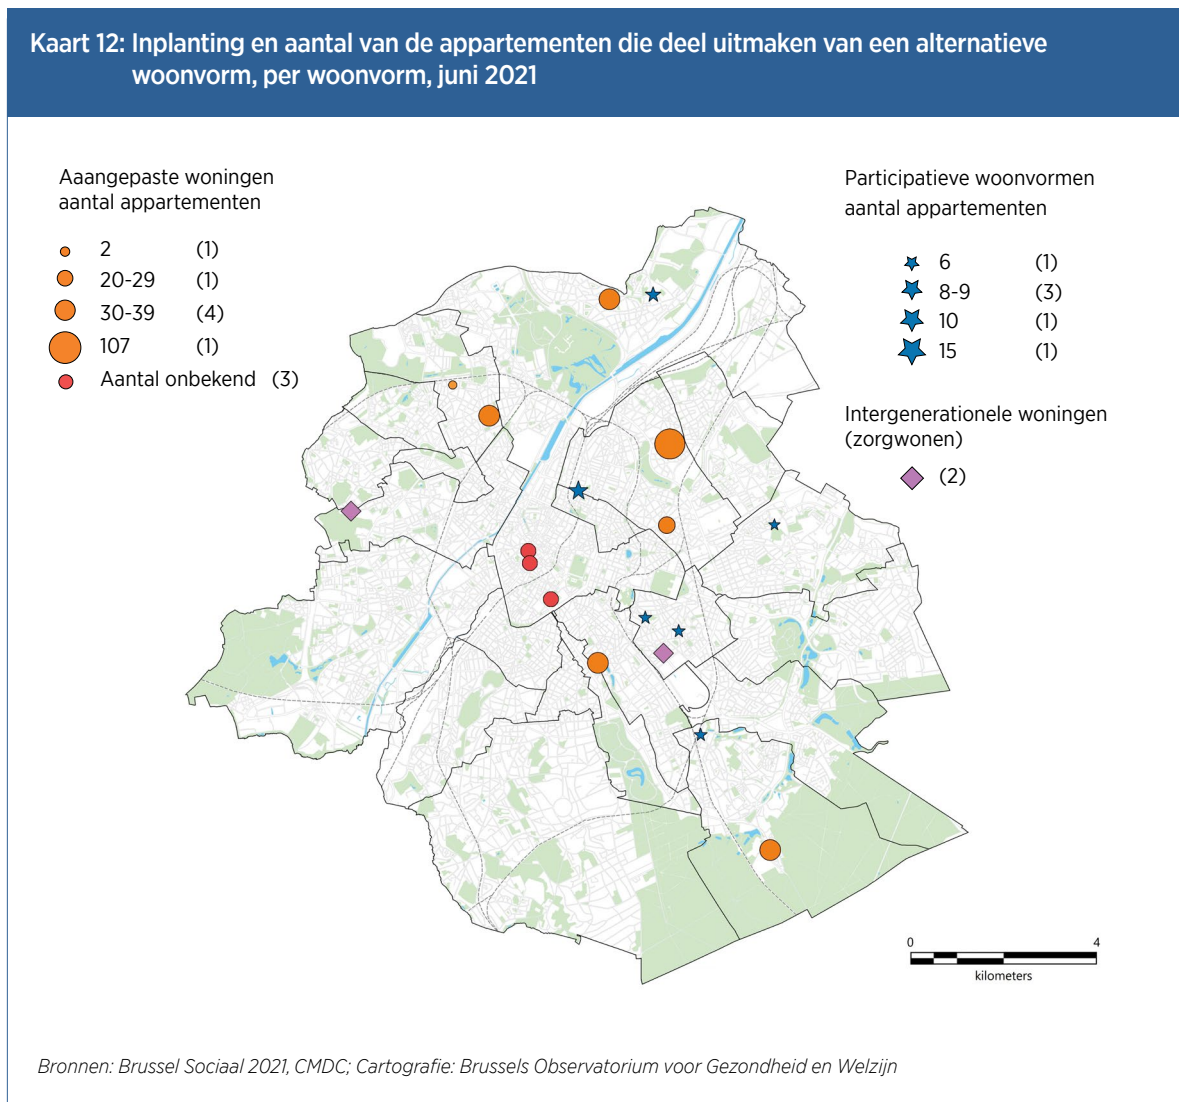 Kaart 12: Inplanting en aantal van de appartementen die deel uitmaken van een alternatieve
woonvorm, per woonvorm, juni 2021
Aaangepaste woningen
aantal appartementen
2 (1)
20-29 (1)
30-39 (4)
107 (1)
Aantal onbekend (3)
Participatieve woonvormen
aantal appartementen
6 (1)
8-9 (3)
10 (1)
15 (1)
Intergenerationele woningen
(zorgwonen)
(2)
0 4
kilometers
Bronnen: Brussel Sociaal 2021, CMDC; Cartografie: Brussels Observatorium voor Gezondheid en Welzijn